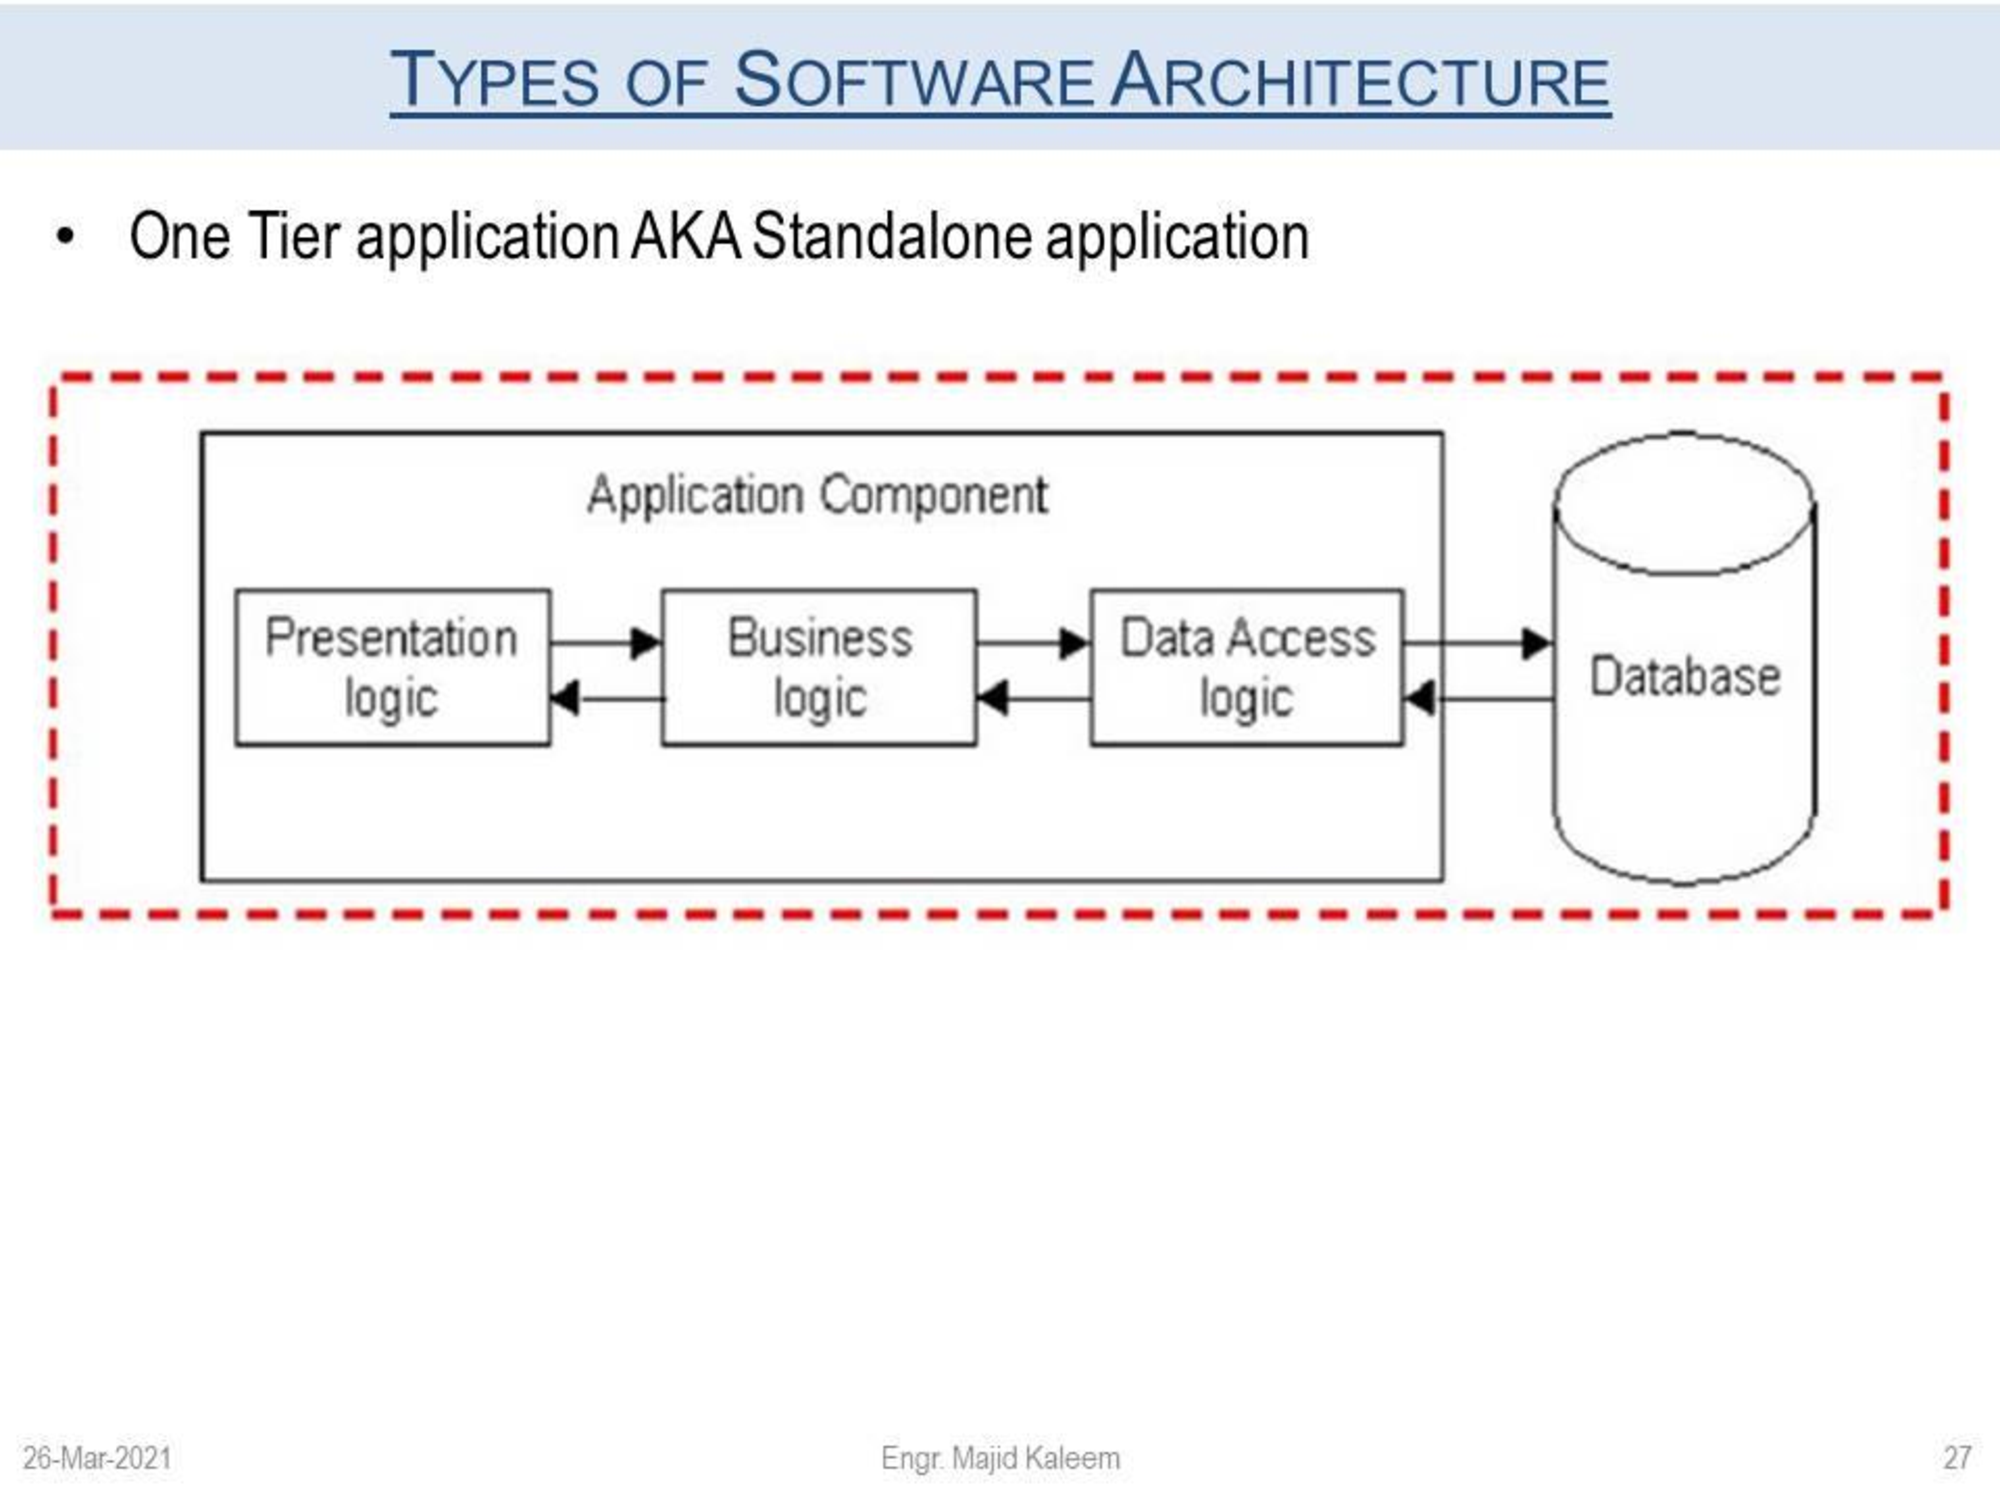 TYPES OF SOFTWARE ARCHITECTURE
• One Tier application AKA Standalone application
Application Component
Presentation
logic
Business
logic
Data Access
logic
Database
26-Mar-2021
Engr. Majid Kaleem
27